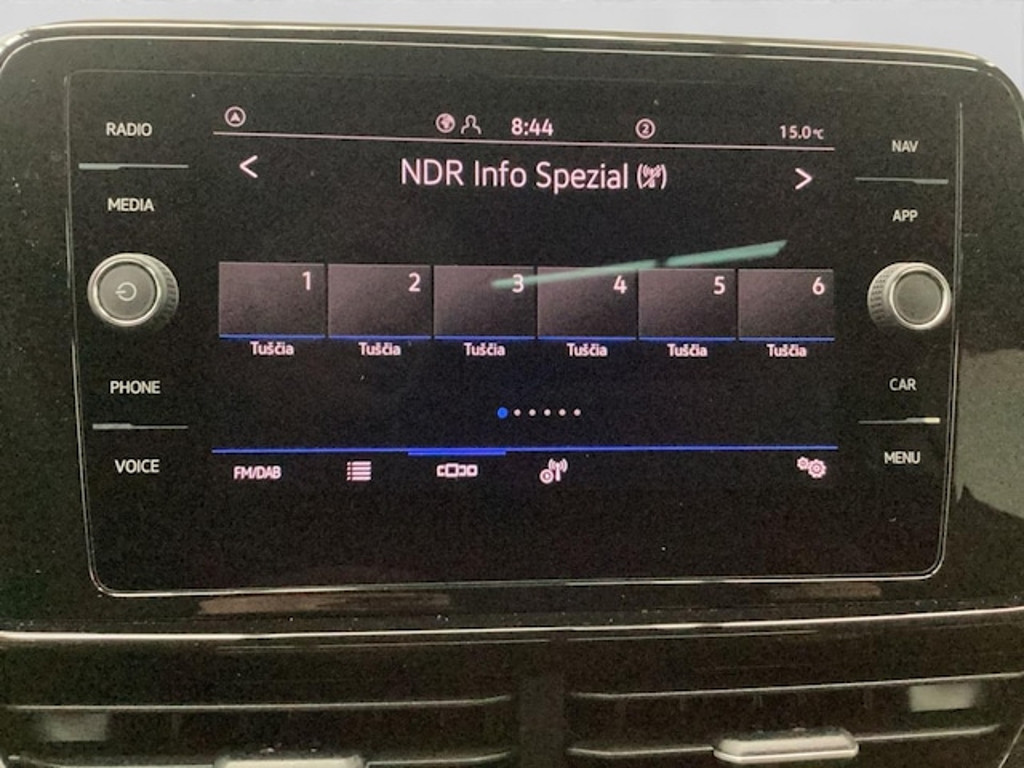 RADIO
MEDIA
PHONE
VOICE
8:44
2
15.0°C
< NDR Info Spezial >
1 2 3 4 5 6
Tuščia Tuščia Tuščia Tuščia Tuščia Tuščia
FM/DAB
NAV
APP
CAR
MENU